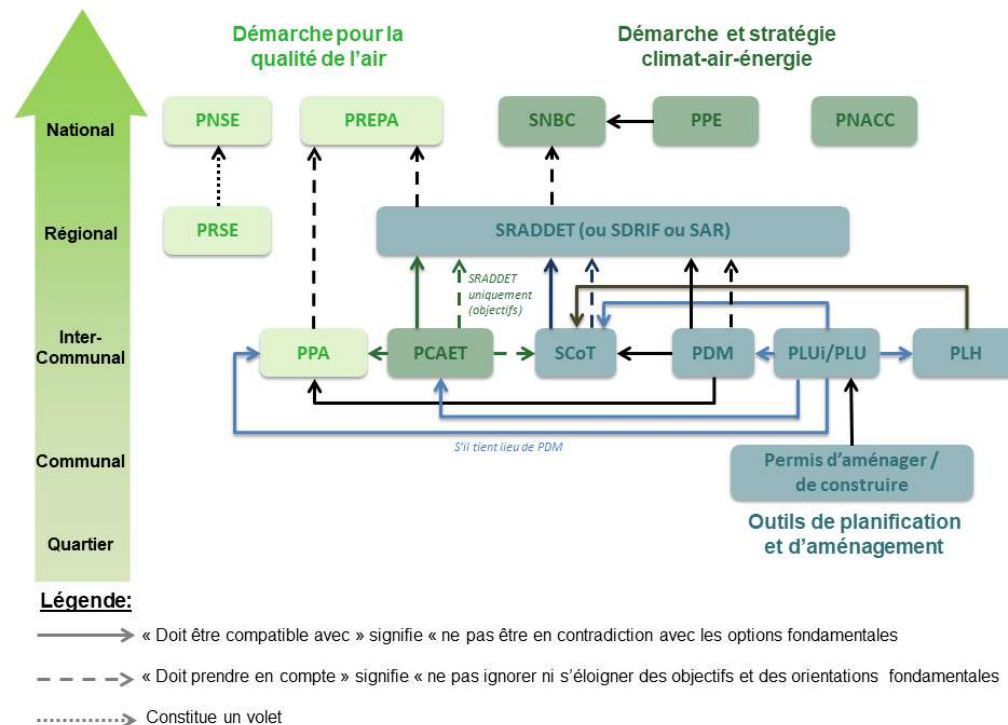 Démarche pour la
qualité de l'air
Démarche et stratégie
climat-air-énergie
National
PNSE
PREPA
SNBC
PPE
PNACC
Régional
PRSE
SRADDET (ou SDRIF ou SAR)
SRADDET
uniquement
(objectifs)
Inter-
Communal
PPA
PCAET
SCoT
PDM
PLUi/PLU
PLH
S'il tient lieu de PDM
Communal
Permis d'aménager /
de construire
Quartier
Outils de planification
et d'aménagement
Légende:
« Doit être compatible avec » signifie « ne pas être en contradiction avec les options fondamentales
« Doit prendre en compte » signifie « ne pas ignorer ni s'éloigner des objectifs et des orientations fondamentales
Constitue un volet